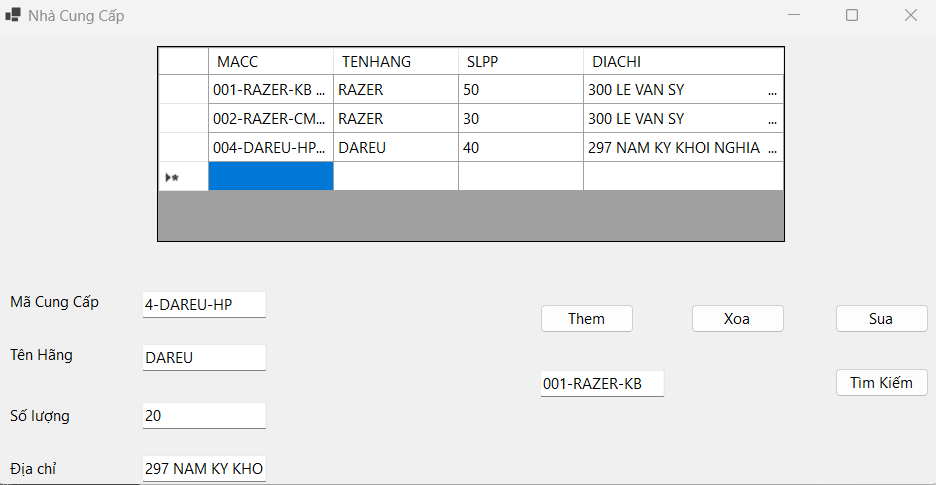 Nhà Cung Cấp
MACC TENHANG SLPP DIACHI
001-RAZER-KB ... RAZER 50 300 LE VAN SY ...
002-RAZER-CM... RAZER 30 300 LE VAN SY ...
004-DAREU-HP... DAREU 40 297 NAM KY KHOI NGHIA ...
Mã Cung Cấp 4-DAREU-HP
Them Xoa Sua
Tên Hãng DAREU
001-RAZER-KB Tìm Kiếm
Số lượng 20
Địa chỉ 297 NAM KY KHO